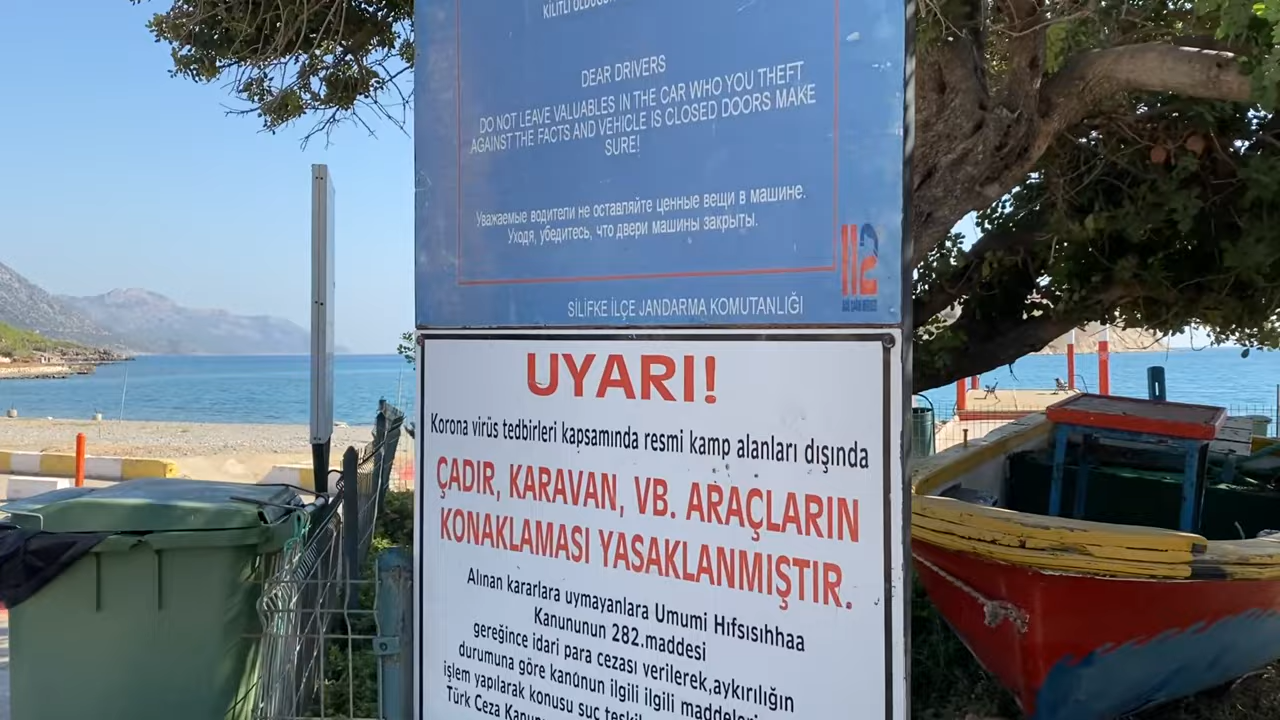 KİLİTLİ
DEAR DRIVERS
DO NOT LEAVE VALUABLES IN THE CAR WHO YOU THEFT
AGAINST THE FACTS AND VEHICLE IS CLOSED DOORS MAKE
SURE!
Уважаемые водители не оставляйте ценные вещи в машине.
Уходя, убедитесь, что двери машины закрыты.
112
SİLİFKE İLÇE JANDARMA KOMUTANLIĞI
UYARI!
Korona virüs tedbirleri kapsamında resmi kamp alanları dışında
ÇADIR, KARAVAN, VB. ARAÇLARIN
KONAKLAMASI YASAKLANMIŞTIR.
Alınan kararlara uymayanlara Umumi Hıfsısıhhaa
Kanununun 282.maddesi
gereğince idari para cezası verilerek,aykırılığın
durumuna göre kanunun ilgili ilgili maddeleri
işlem yapılarak konusu suç
Türk Ceza